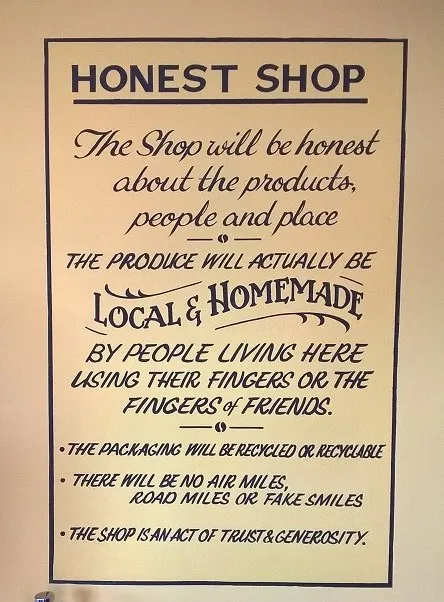 HONEST SHOP
The Shop will be honest
about the products,
people and place
THE PRODUCE WILL ACTUALLY BE
LOCAL & HOMEMADE
BY PEOPLE LIVING HERE
USING THEIR FINGERS OR THE
FINGERS of FRIENDS.
• THE PACKAGING WILL BE RECYCLED OR RECYCLABLE
• THERE WILL BE NO AIR MILES,
ROAD MILES OR FAKE SMILES
• THE SHOP IS AN ACT OF TRUST & GENEROSITY.